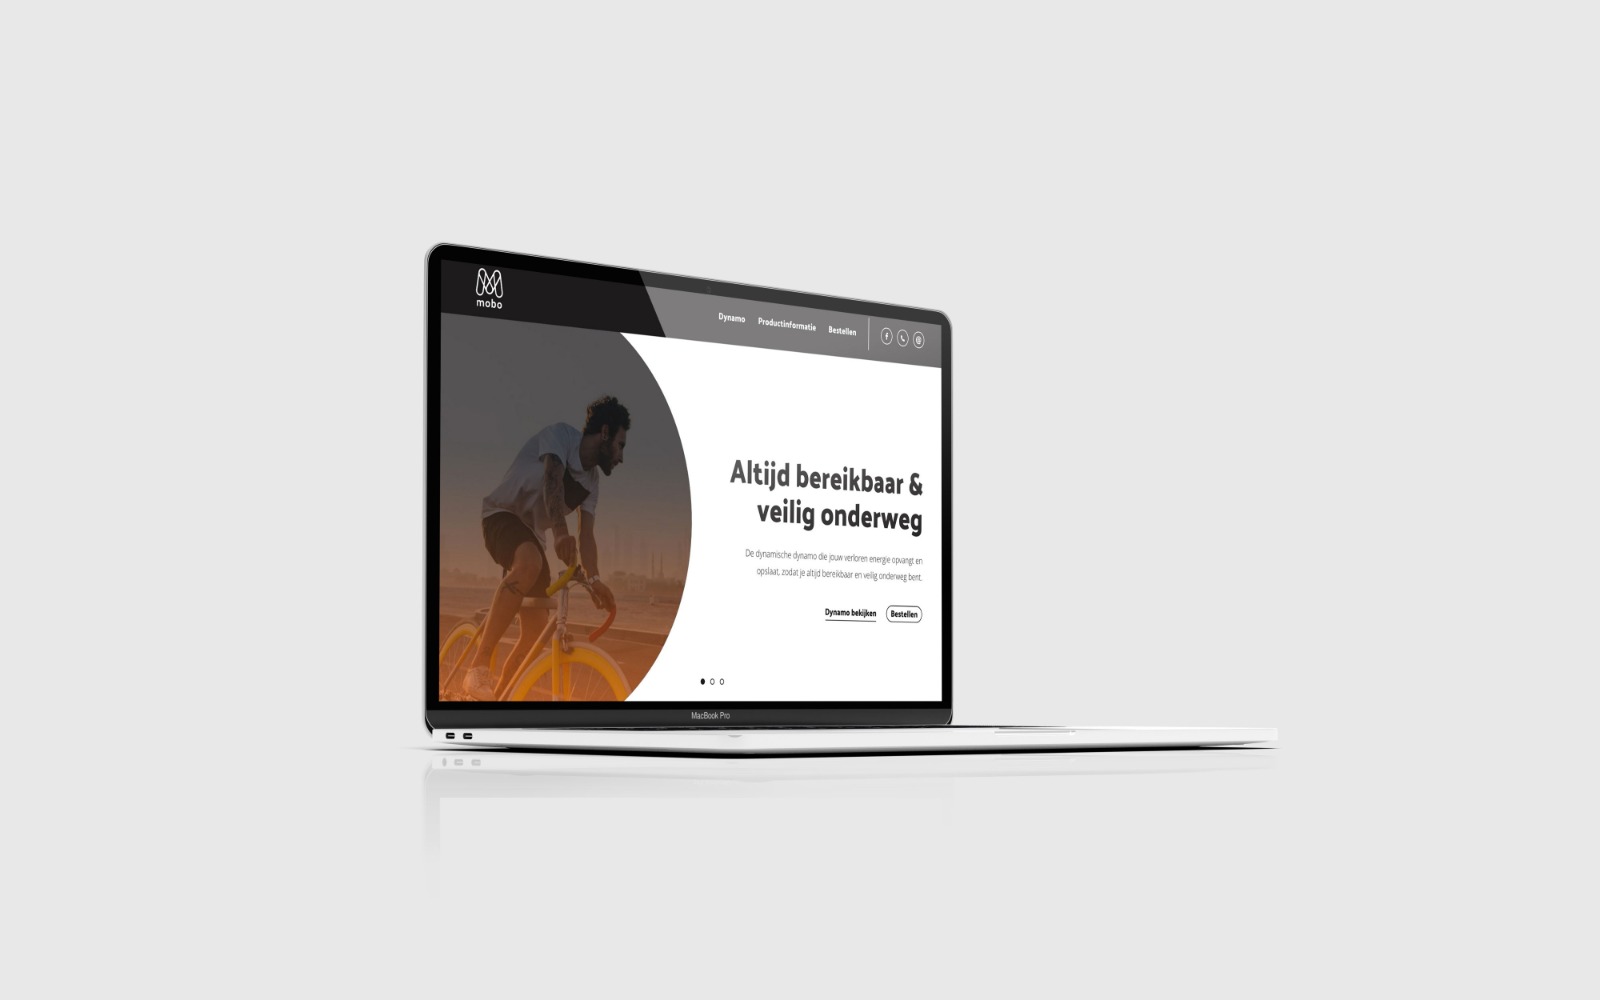 mobo
Dynamo Productinformatie Bestellen
Altijd bereikbaar &
veilig onderweg
De dynamische dynamo die jouw verloren energie opvangt en
opslaat, zodat je altijd bereikbaar en veilig onderweg bent.
Dynamo bekijken Bestellen
MacBook Pro